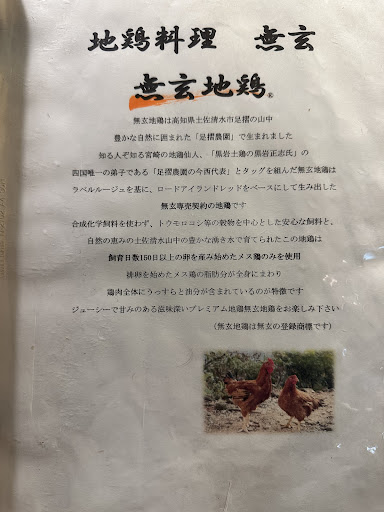 地鶏料理　無玄
無玄地鶏®
無玄地鶏は高知県土佐清水市足摺の山中
豊かな自然に囲まれた「足摺農園」で生まれました
知る人ぞ知る宮崎の地鶏仙人、「黒岩土鶏の黒岩正志氏」の
四国唯一の弟子である「足摺農園の今西代表」とタッグを組んだ無玄地鶏は
ラベルルージュを基に、ロードアイランドレッドをベースにして生み出した
無玄専売契約の地鶏です
合成化学飼料を使わず、トウモロコシ等の穀物を中心とした安心な飼料と、
自然の恵みの土佐清水山中の豊かな湧き水で育てられたこの地鶏は
飼育日数150日以上の卵を産み始めたメス鶏のみを使用
排卵を始めたメス鶏の脂肪分が全身にまわり
鶏肉全体にうっすらと油分が含まれているのが特徴です
ジューシーで甘みのある滋味深いプレミアム地鶏無玄地鶏をお楽しみ下さい
（無玄地鶏は無玄の登録商標です）